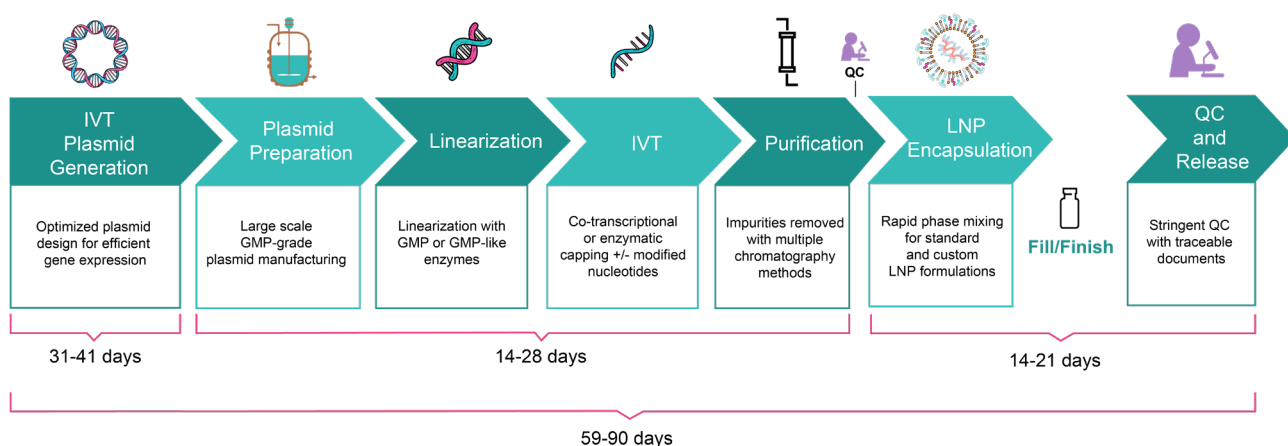 QC
IVT
Plasmid
Generation
Plasmid
Preparation
Linearization
IVT
Purification
LNP
Encapsulation
QC
and
Release
Optimized plasmid
design for efficient
gene expression
Large scale
GMP-grade
plasmid manufacturing
Linearization with
GMP or GMP-like
enzymes
Co-transcriptional
or enzymatic
capping +/- modified
nucleotides
Impurities removed
with multiple
chromatography
methods
Rapid phase mixing
for standard
and custom
LNP formulations
Fill/Finish
Stringent QC
with traceable
documents
31-41 days
14-28 days
14-21 days
59-90 days